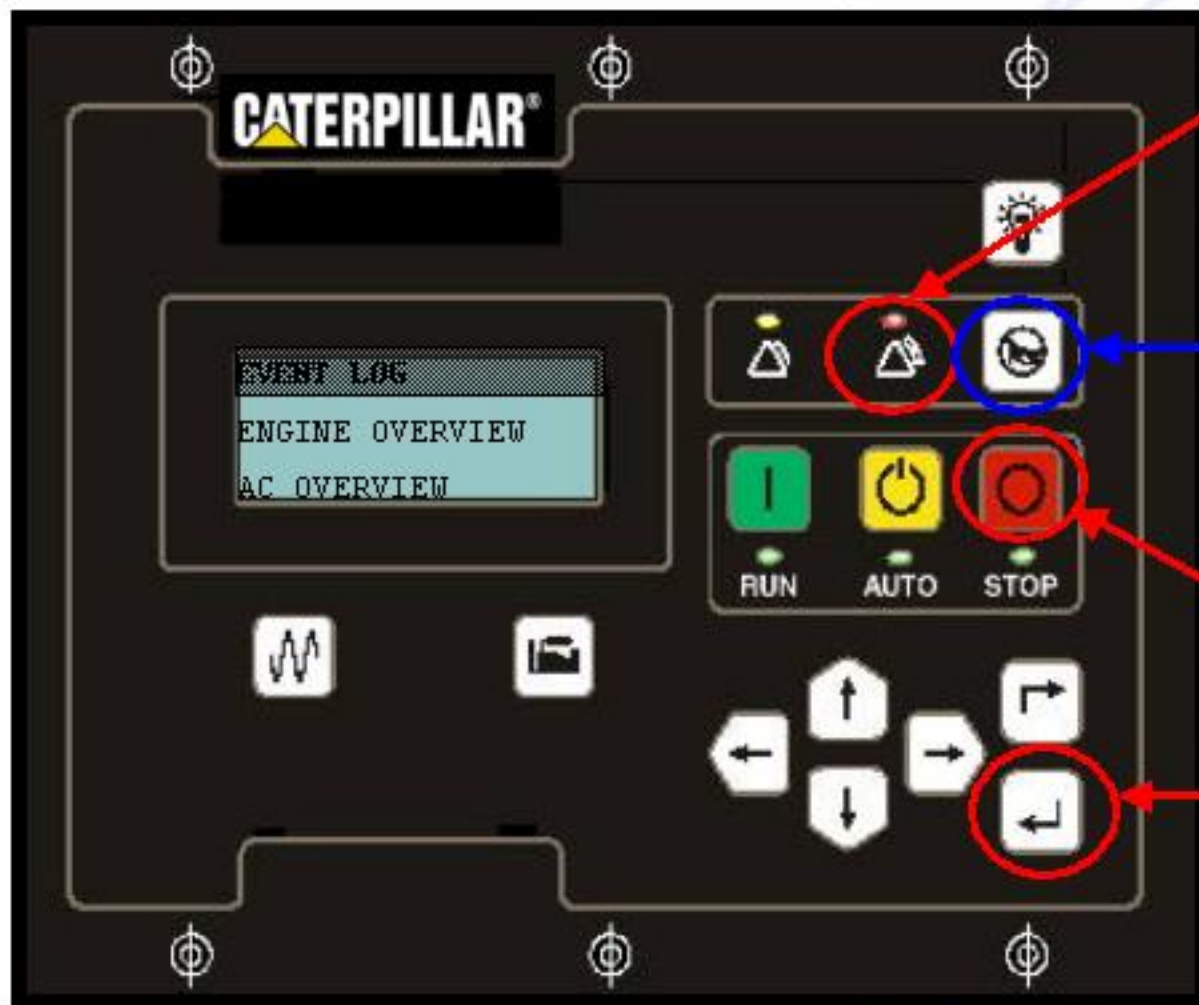 CATERPILLAR®
EVENT LOG
ENGINE OVERVIEW
AC OVERVIEW
RUN AUTO STOP